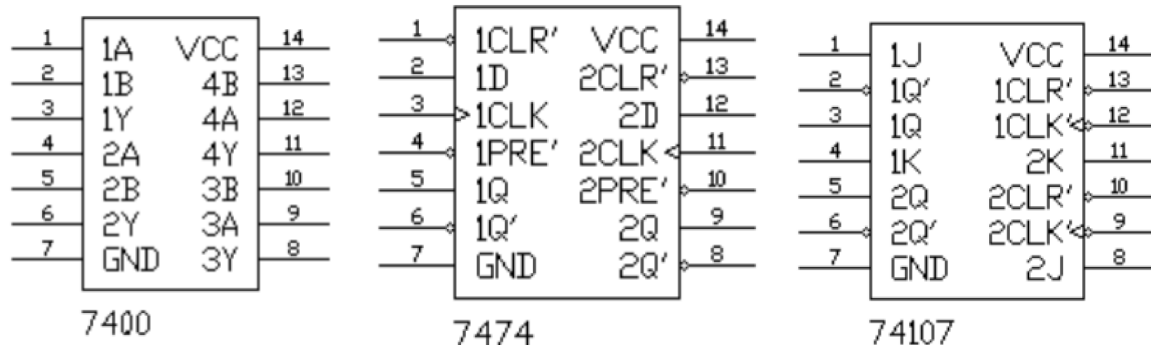 1 1A VCC 14
2 1B 4B 13
3 1Y 4A 12
4 2A 4Y 11
5 2B 3B 10
6 2Y 3A 9
7 GND 3Y 8
7400
1 1CLR' VCC 14
2 1D 2CLR' 13
3 1CLK 2D 12
4 1PRE' 2CLK 11
5 1Q 2PRE' 10
6 1Q' 2Q 9
7 GND 2Q' 8
7474
1 1J VCC 14
2 1Q' 1CLR' 13
3 1Q 1CLK' 12
4 1K 2K 11
5 2Q 2CLR' 10
6 2Q' 2CLK' 9
7 GND 2J 8
74107